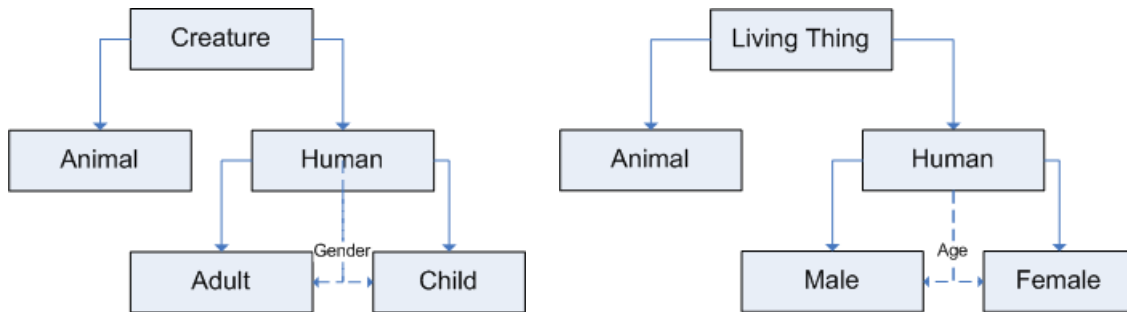 Creature
Animal
Human
Gender
Adult
Child
Living Thing
Animal
Human
Age
Male
Female